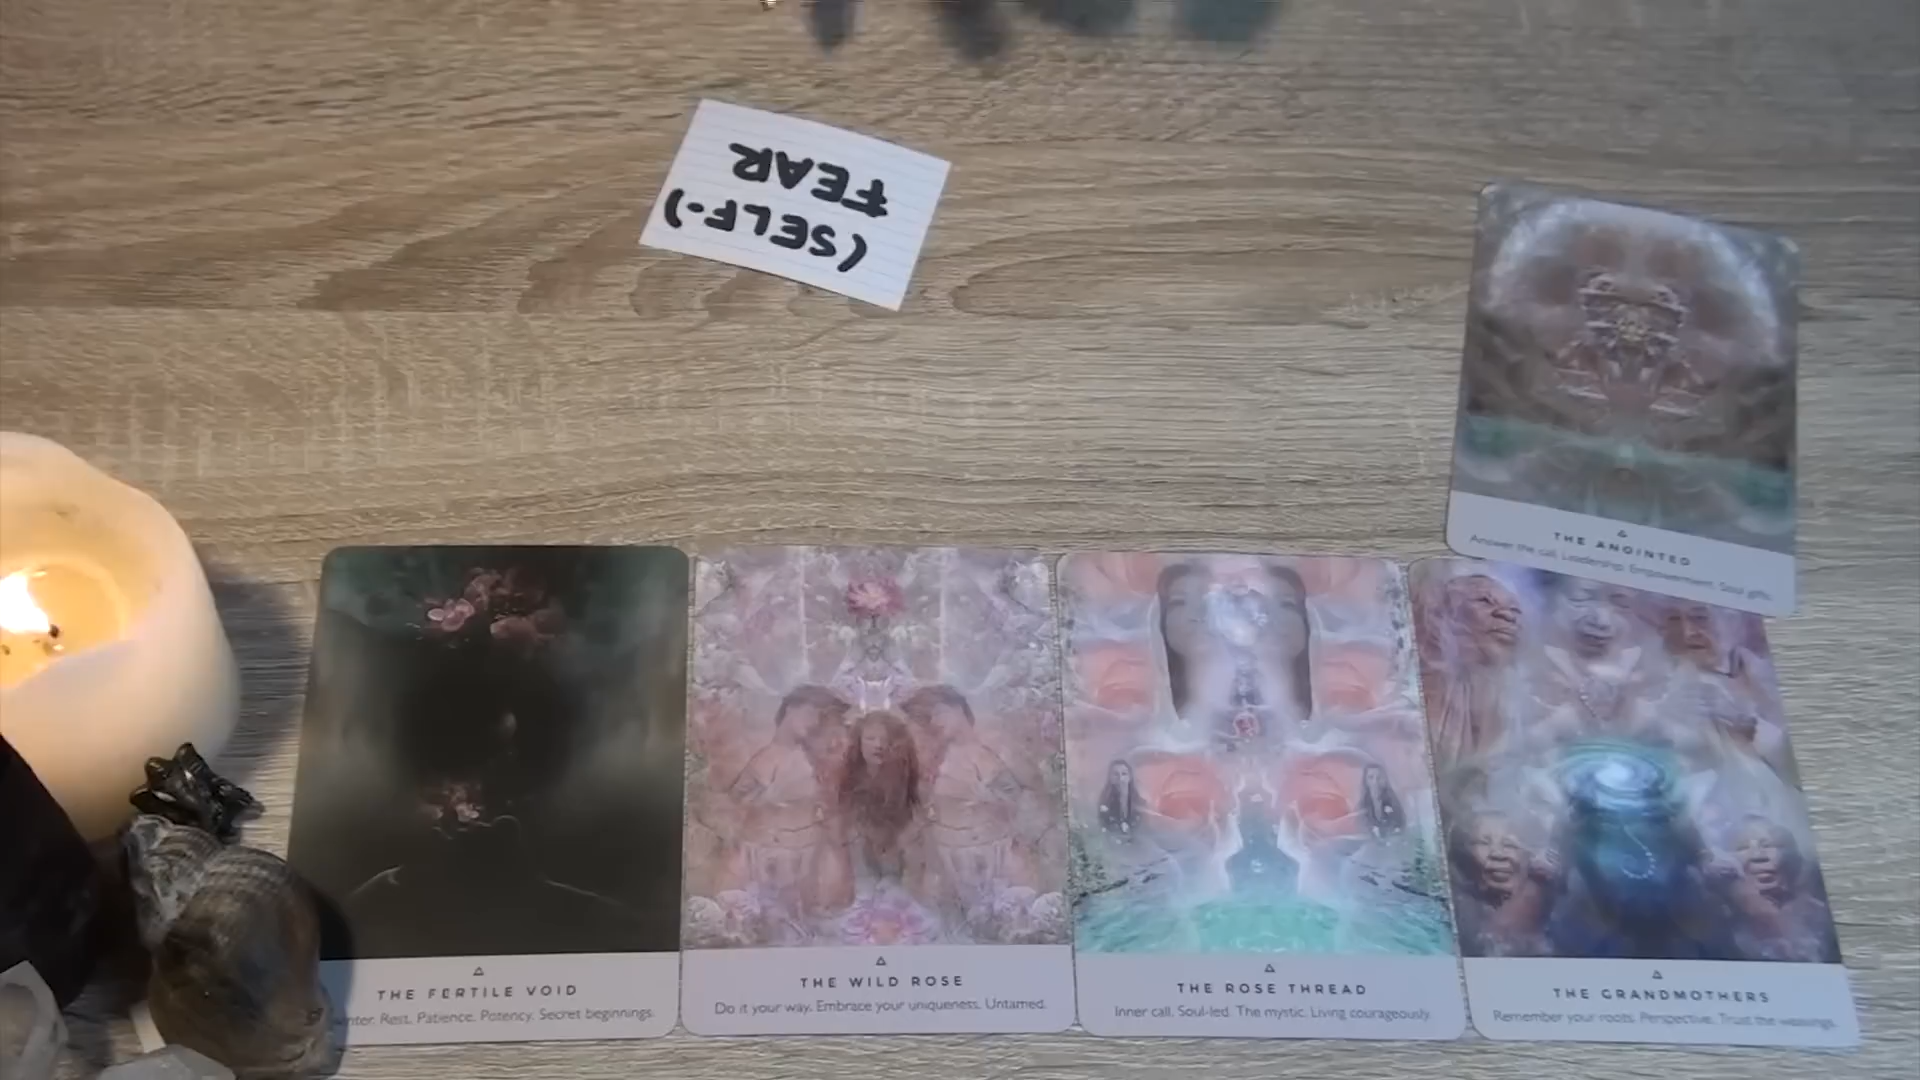 (SELF-)
FEAR
THE ANOINTED
Answer the call. Leadership. Empowerment. Soul gifts.
THE FERTILE VOID
Rest. Patience. Potency. Secret beginnings.
THE WILD ROSE
Do it your way. Embrace your uniqueness. Untamed.
THE ROSE THREAD
Inner call. Soul-led. The mystic. Living courageously.
THE GRANDMOTHERS
Remember your roots. Perspective. Trust the weavings.